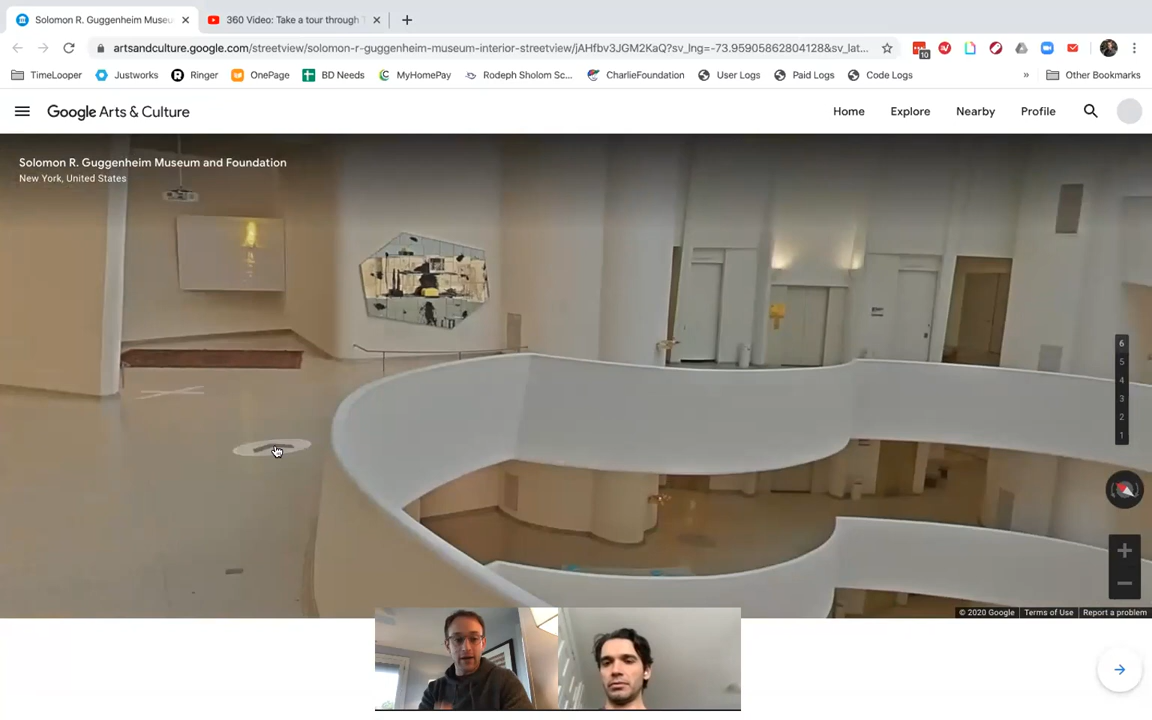 Solomon R. Guggenheim Museu
360 Video: Take a tour through T
artsandculture.google.com/streetview/solomon-r-guggenheim-museum-interior-streetview/jAHfbv3JGM2KaQ?sv_lng=-73.95905862804128&sv_lat...
10
TimeLooper
Justworks
Ringer
OnePage
BD Needs
MyHomePay
Rodeph Sholom Sc...
CharlieFoundation
User Logs
Paid Logs
Code Logs
»
Other Bookmarks
Google Arts & Culture
Home
Explore
Nearby
Profile
Solomon R. Guggenheim Museum and Foundation
New York, United States
6
5
4
3
2
1
© 2020 Google
Terms of Use
Report a problem